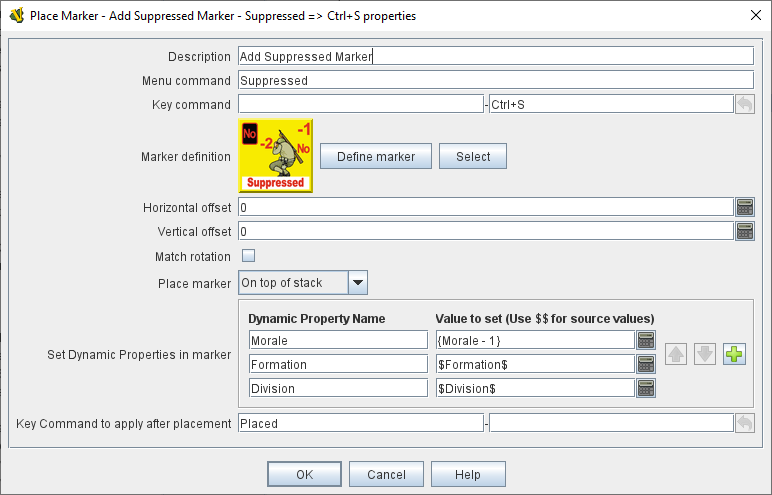 Place Marker - Add Suppressed Marker - Suppressed => Ctrl+S properties
Description Add Suppressed Marker
Menu command Suppressed
Key command - Ctrl+S
Marker definition No -1 -2 No Suppressed Define marker Select
Horizontal offset 0
Vertical offset 0
Match rotation
Place marker On top of stack
Dynamic Property Name Value to set (Use $$ for source values)
Set Dynamic Properties in marker
Morale {Morale - 1}
Formation $Formation$
Division $Division$
Key Command to apply after placement Placed -
OK Cancel Help